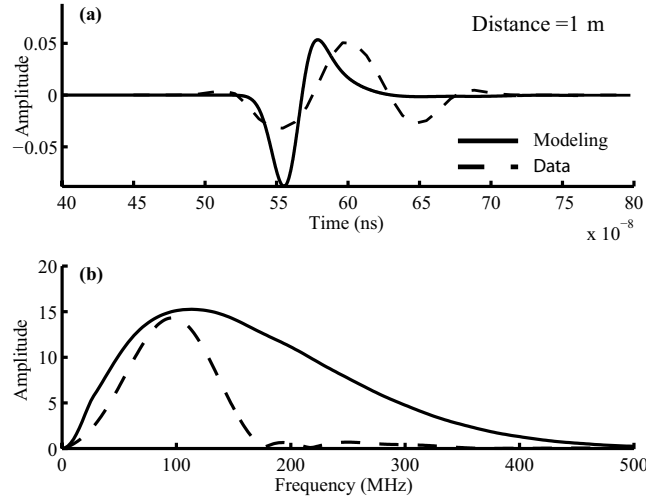 (a)
Distance =1 m
0.05
0
−0.05
Amplitude
Modeling
Data
40 45 50 55 60 65 70 75 80
Time (ns)
x 10⁻⁸
(b)
20
15
10
5
0
Amplitude
0 100 200 300 400 500
Frequency (MHz)